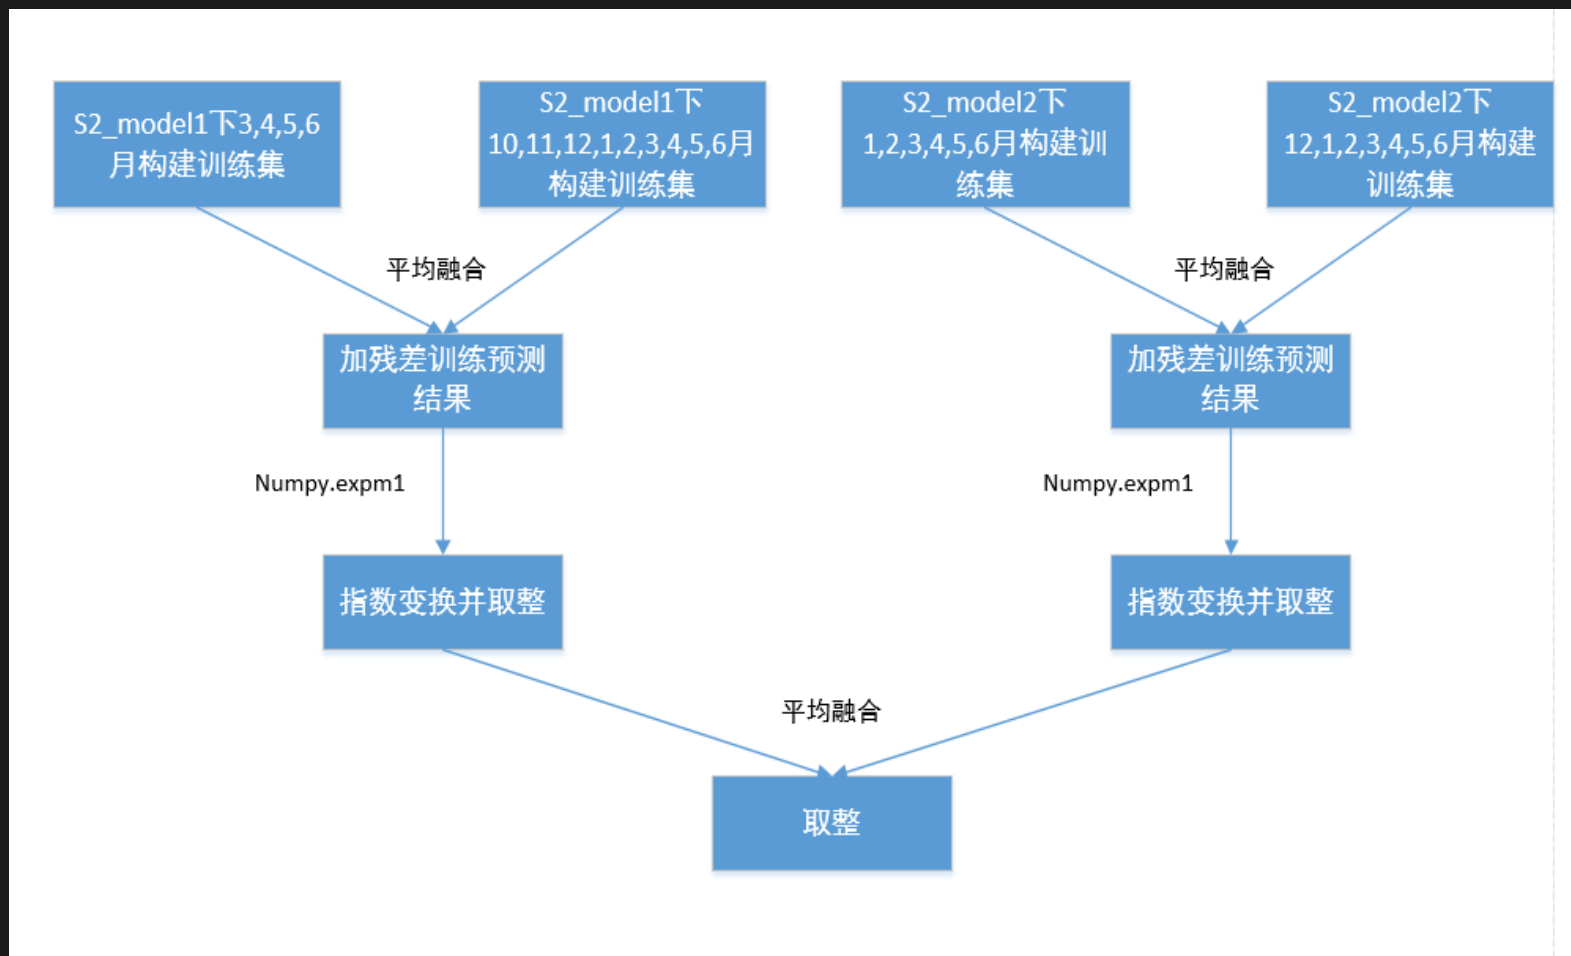 S2_model1下3,4,5,6
月构建训练集
S2_model1下
10,11,12,1,2,3,4,5,6月
构建训练集
S2_model2下
1,2,3,4,5,6月构建训
练集
S2_model2下
12,1,2,3,4,5,6月构建
训练集
平均融合
平均融合
加残差训练预测
结果
加残差训练预测
结果
Numpy.expm1
Numpy.expm1
指数变换并取整
指数变换并取整
平均融合
取整